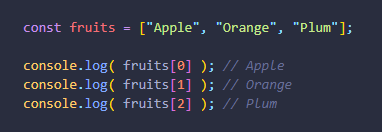 const fruits = ["Apple", "Orange", "Plum"];
console.log( fruits[0] ); // Apple
console.log( fruits[1] ); // Orange
console.log( fruits[2] ); // Plum